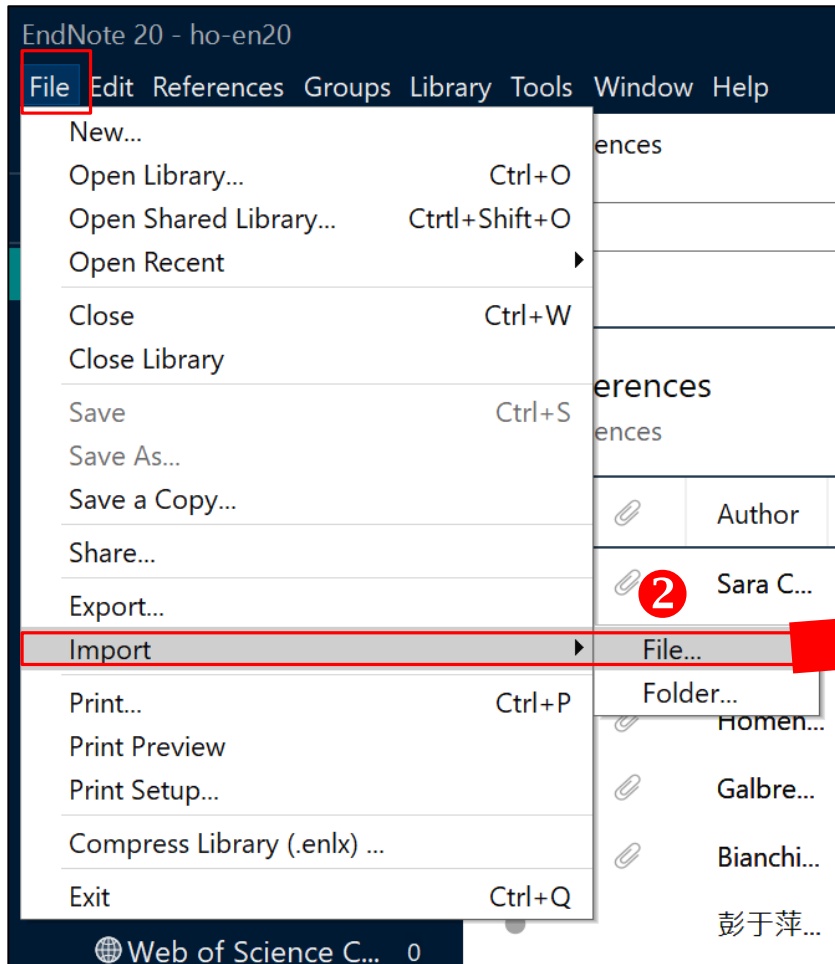 EndNote 20 - ho-en20
File Edit References Groups Library Tools Window Help
New...
ences
Open Library... Ctrl+O
Open Shared Library... Ctrtl+Shift+O
Open Recent
Close Ctrl+W
Close Library
erences
Save Ctrl+S
ences
Save As...
Save a Copy...
Author
Share...
Sara C...
2
Export...
Import File...
Print... Ctrl+P Folder...
Homen...
Print Preview
Print Setup...
Galbre...
Compress Library (.enlx) ...
Bianchi...
Exit Ctrl+Q
彭于萍...
Web of Science C... 0